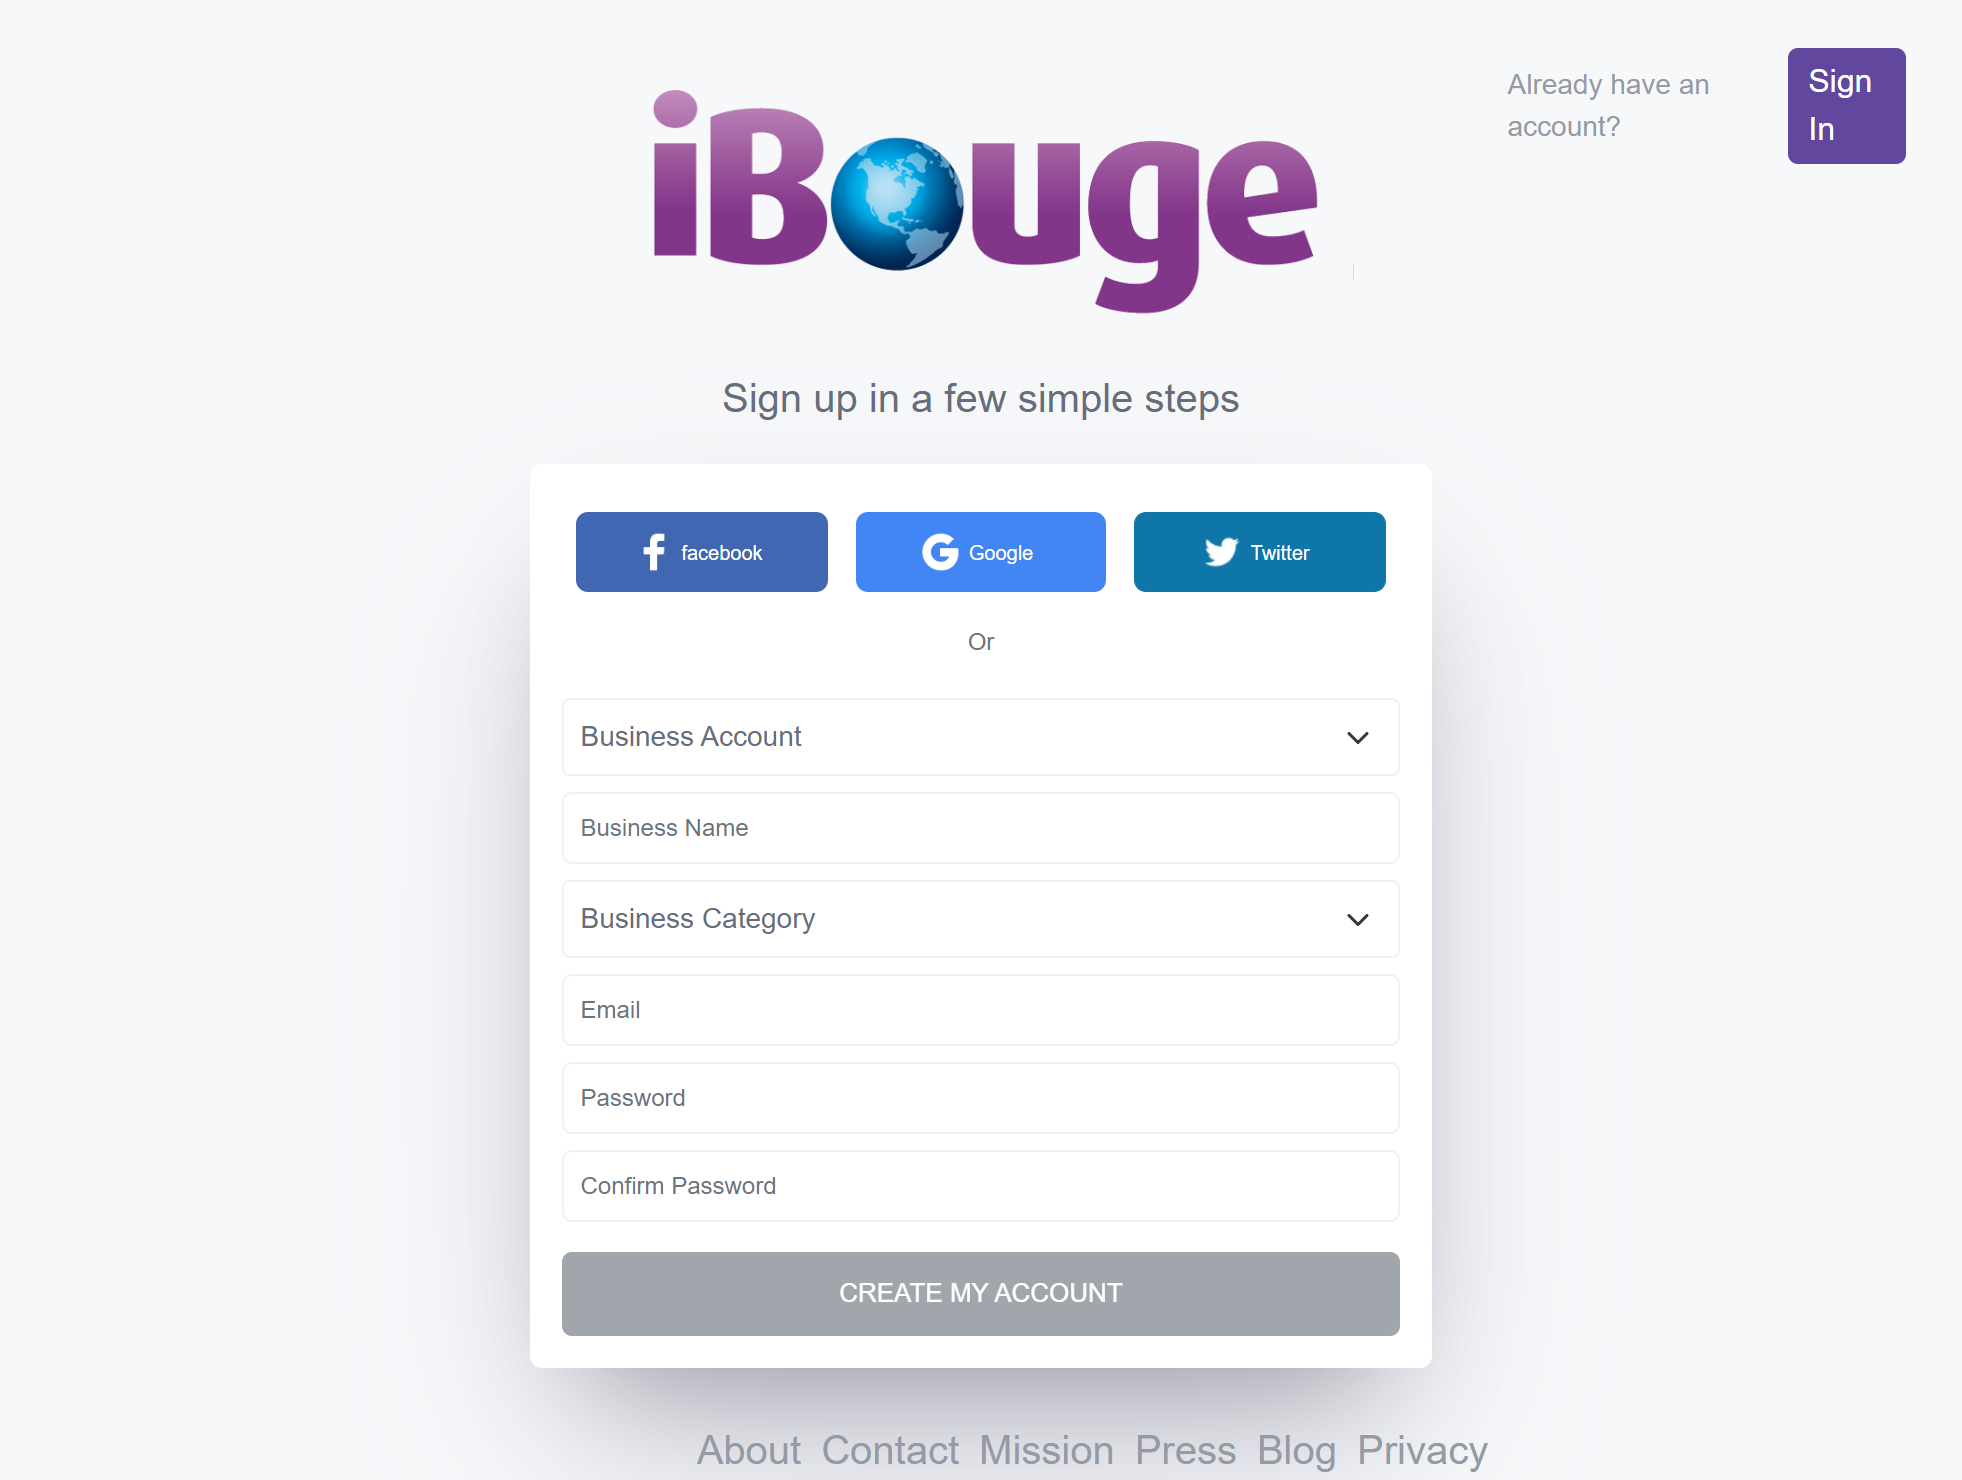 iBouge
Already have an
account?
Sign
In
Sign up in a few simple steps
facebook
Google
Twitter
Or
Business Account
Business Name
Business Category
Email
Password
Confirm Password
CREATE MY ACCOUNT
About Contact Mission Press Blog Privacy